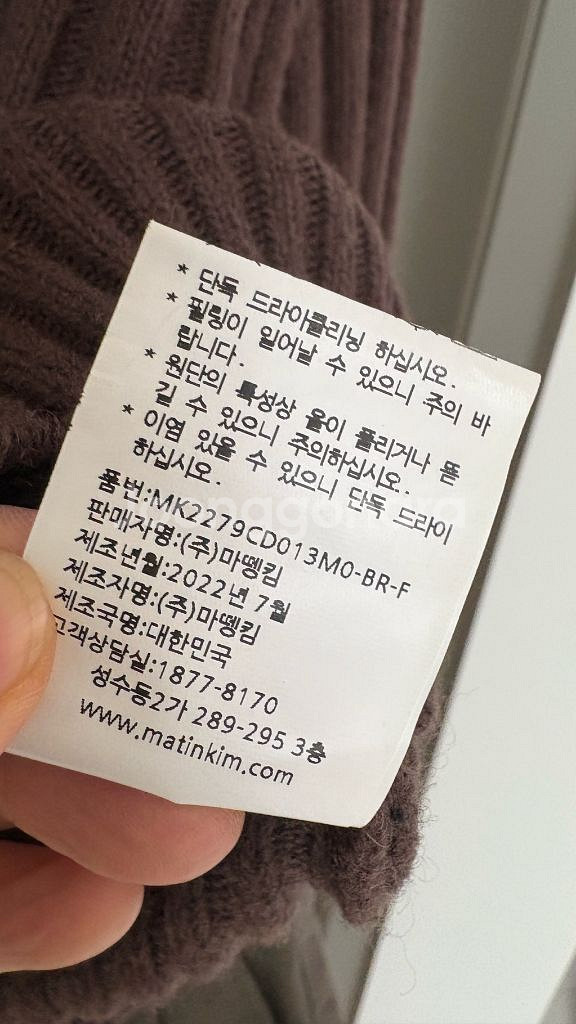 * 단독 드라이클리닝 하십시오.
* 필링이 일어날 수 있으니 주의 바
랍니다.
* 원단의 특성상 올이 풀리거나 뜯
길 수 있으니 주의하십시오..
* 이염 있을 수 있으니 단독 드라이
하십시오.
품번:MK2279CD013M0-BR-F
판매자명:(주)마뗑킴
제조년월:2022년 7월
제조자명:(주)마뗑킴
제조국명:대한민국
고객상담실:1877-8170
성수동2가 289-295 3층
www.matinkim.com